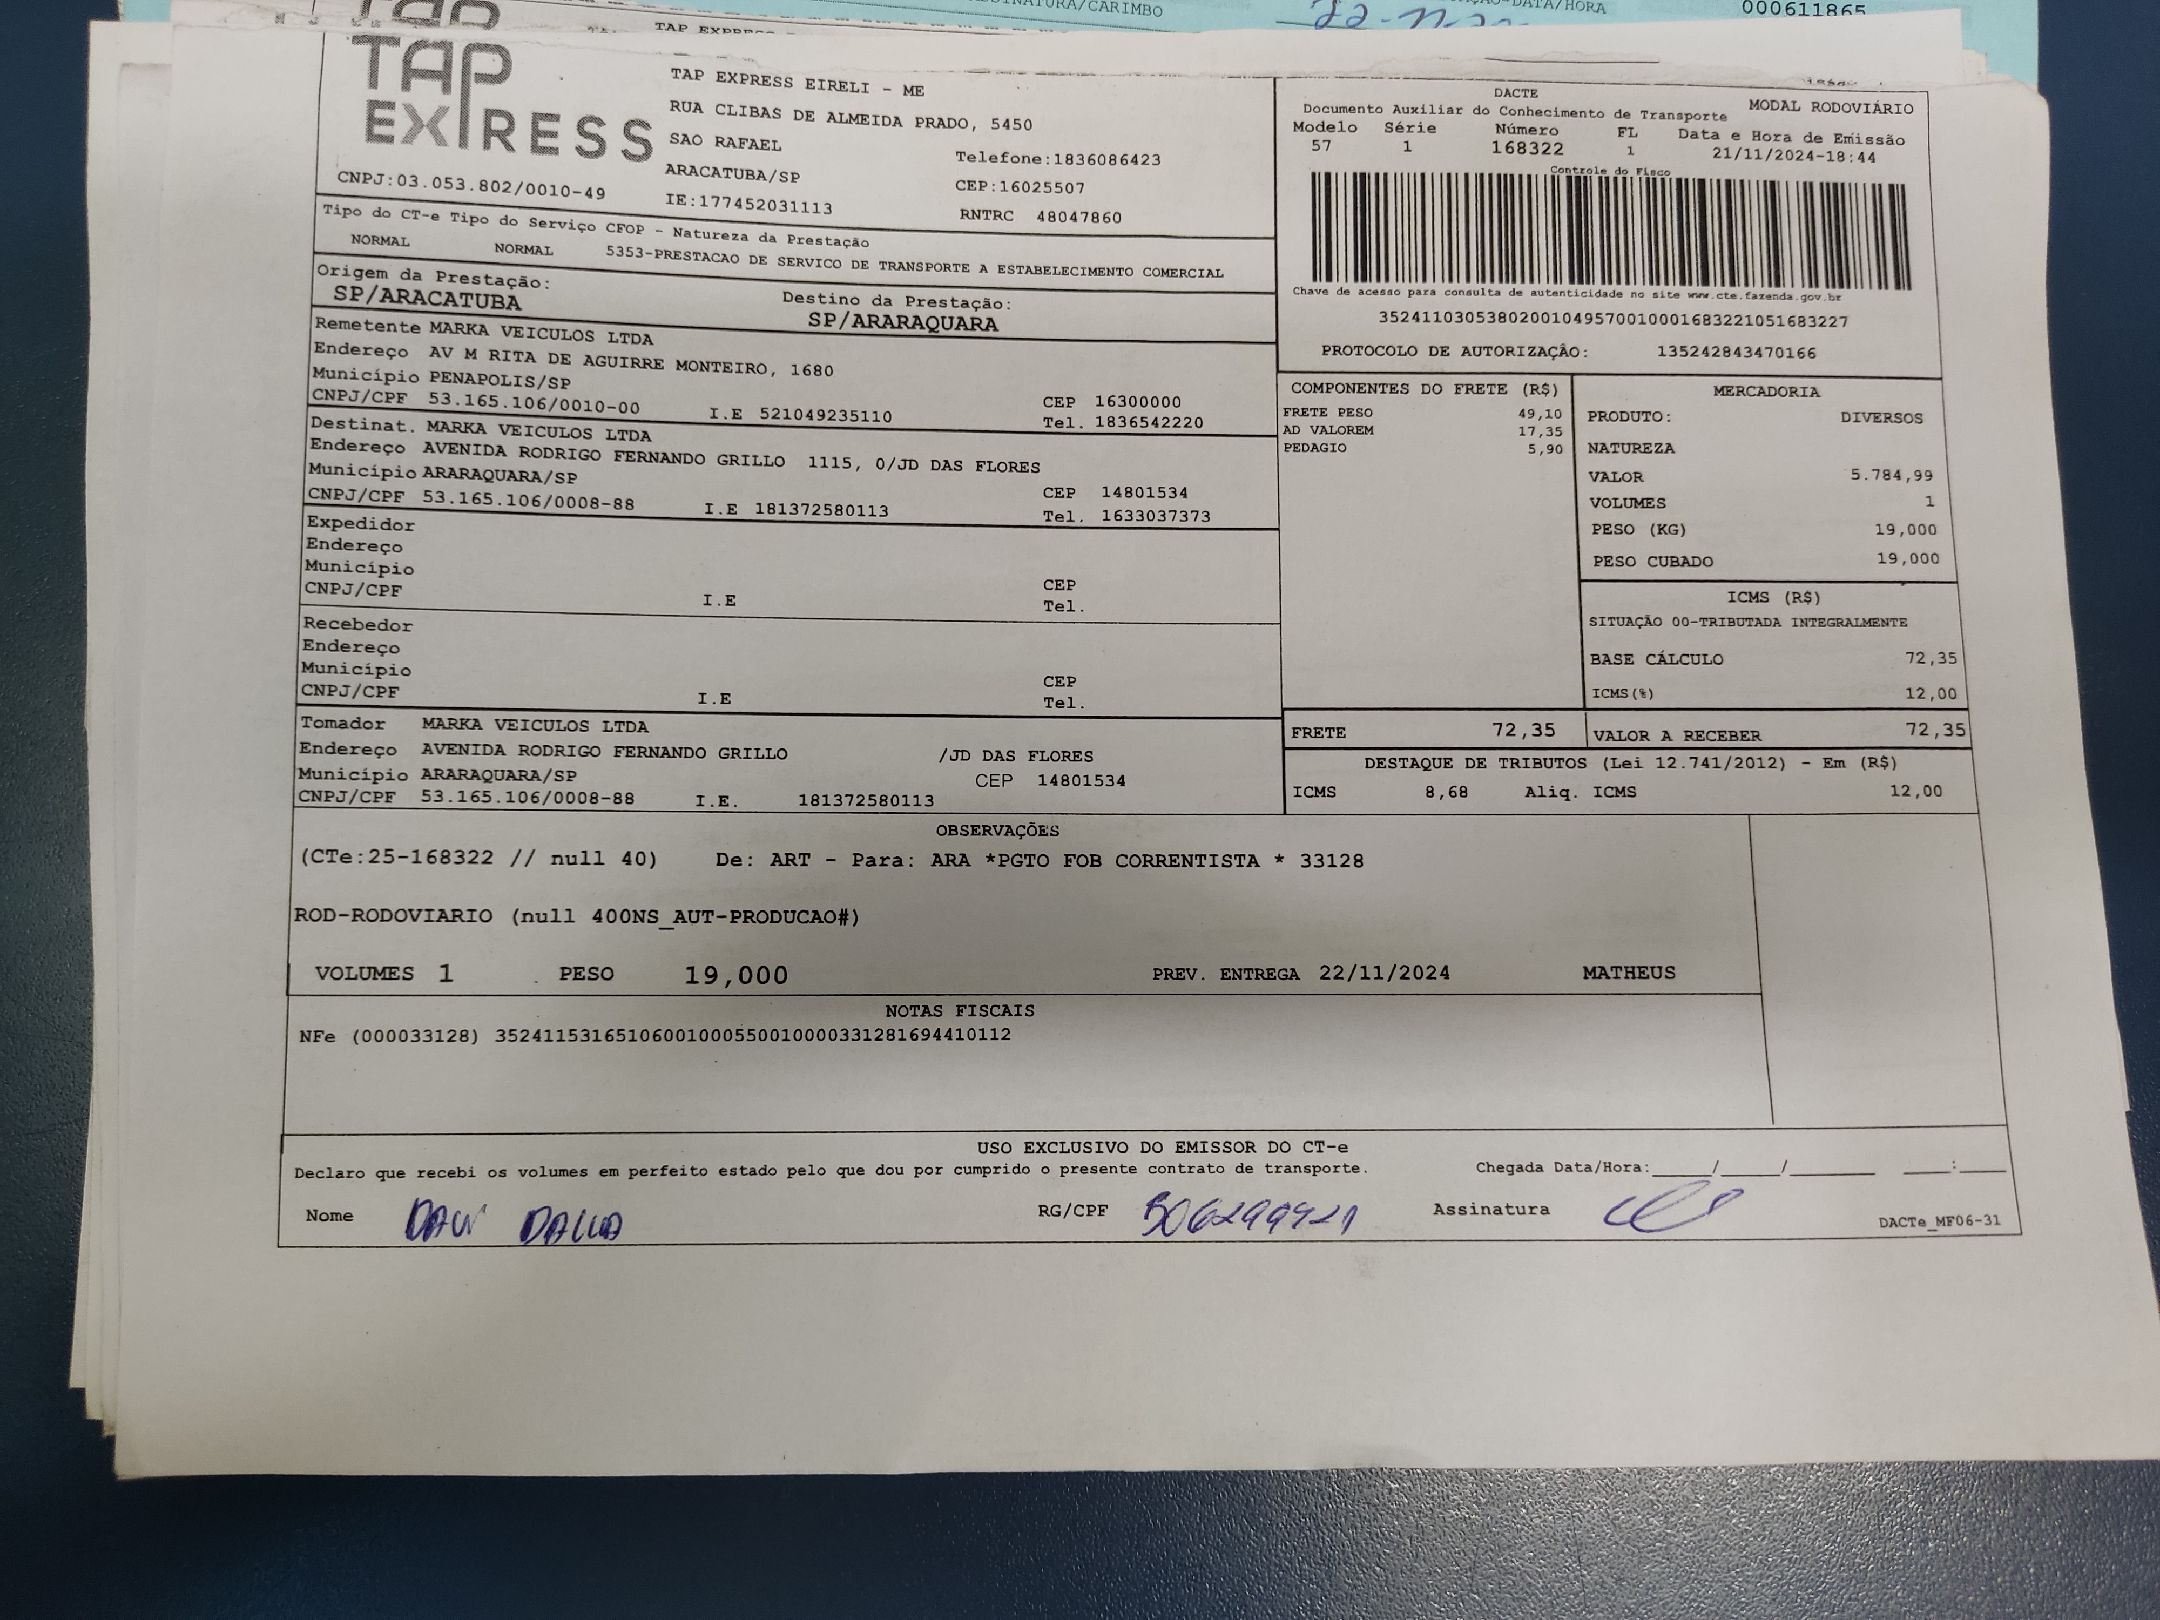 ASSINATURA/CARIMBO
DATA/HORA
000611865
TAP
TAP EXPRESS
TAP EXPRESS
CNPJ:03.053.802/0010-49
TAP EXPRESS EIRELI - ME
RUA CLIBAS DE ALMEIDA PRADO, 5450
SAO RAFAEL
Telefone:1836086423
ARACATUBA/SP
CEP:16025507
IE:177452031113
RNTRC 48047860
DACTE
Documento Auxiliar do Conhecimento de Transporte
MODAL RODOVIÁRIO
Modelo Série Número FL Data e Hora de Emissão
57 1 168322 1 21/11/2024-18:44
Controle do Fisco
Chave de acesso para consulta de autenticidade no site www.cte.fazenda.gov.br
35241103053802001049570010001683221051683227
PROTOCOLO DE AUTORIZAÇÂO: 135242843470166
Tipo do CT-e Tipo do Serviço CFOP - Natureza da Prestação
NORMAL NORMAL 5353-PRESTACAO DE SERVICO DE TRANSPORTE A ESTABELECIMENTO COMERCIAL
Origem da Prestação:
SP/ARACATUBA
Destino da Prestação:
SP/ARARAQUARA
Remetente MARKA VEICULOS LTDA
Endereço AV M RITA DE AGUIRRE MONTEIRO, 1680
Município PENAPOLIS/SP
CEP 16300000
CNPJ/CPF 53.165.106/0010-00 I.E 521049235110
Tel. 1836542220
Destinat. MARKA VEICULOS LTDA
Endereço AVENIDA RODRIGO FERNANDO GRILLO 1115, 0/JD DAS FLORES
Município ARARAQUARA/SP
CEP 14801534
CNPJ/CPF 53.165.106/0008-88 I.E 181372580113
Tel. 1633037373
Expedidor
Endereço
Município
CEP
CNPJ/CPF I.E Tel.
Recebedor
Endereço
Município
CEP
CNPJ/CPF I.E Tel.
Tomador MARKA VEICULOS LTDA
Endereço AVENIDA RODRIGO FERNANDO GRILLO /JD DAS FLORES
Município ARARAQUARA/SP CEP 14801534
CNPJ/CPF 53.165.106/0008-88 I.E. 181372580113
COMPONENTES DO FRETE (R$)
FRETE PESO 49,10
AD VALOREM 17,35
PEDAGIO 5,90
MERCADORIA
PRODUTO: DIVERSOS
NATUREZA
VALOR 5.784,99
VOLUMES 1
PESO (KG) 19,000
PESO CUBADO 19,000
ICMS (R$)
SITUAÇÃO 00-TRIBUTADA INTEGRALMENTE
BASE CÁLCULO 72,35
ICMS(%) 12,00
FRETE 72,35
VALOR A RECEBER 72,35
DESTAQUE DE TRIBUTOS (Lei 12.741/2012) - Em (R$)
ICMS 8,68 Aliq. ICMS 12,00
OBSERVAÇÕES
(CTe:25-168322 // null 40) De: ART - Para: ARA *PGTO FOB CORRENTISTA * 33128
ROD-RODOVIARIO (null 400NS_AUT-PRODUCAO#)
VOLUMES 1 PESO 19,000 PREV. ENTREGA 22/11/2024 MATHEUS
NOTAS FISCAIS
NFe (000033128) 35241153165106001000550010000331281694410112
USO EXCLUSIVO DO EMISSOR DO CT-e
Declaro que recebi os volumes em perfeito estado pelo que dou por cumprido o presente contrato de transporte.
Chegada Data/Hora:____/____/______ ___:___
Nome DAVI
RG/CPF
Assinatura
DACTe_MF06-31